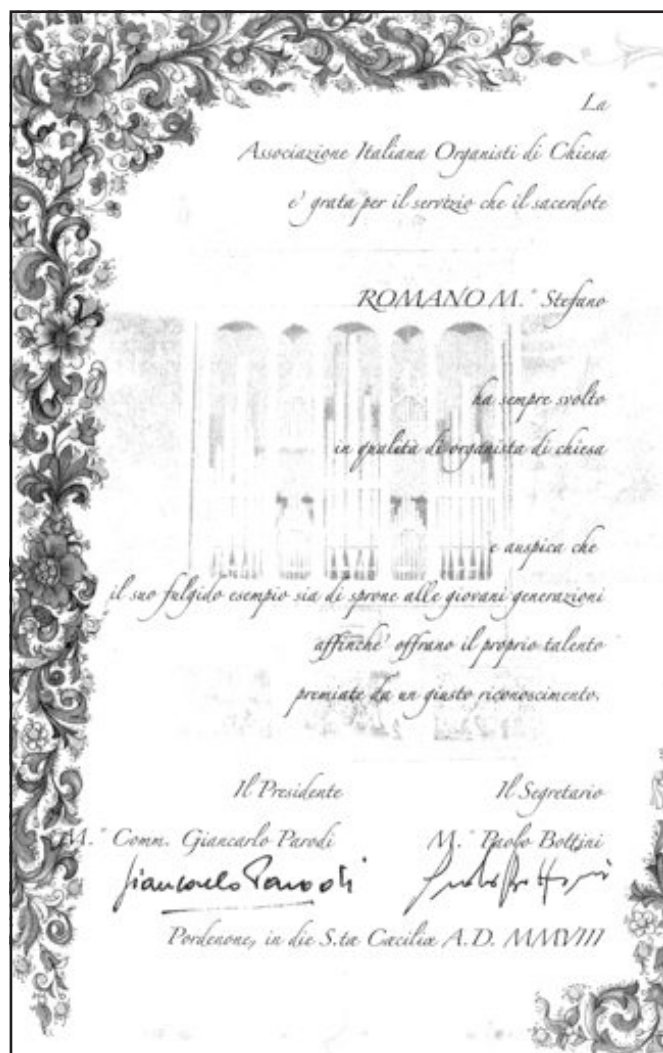 La
Associazione Italiana Organisti di Chiesa
e' grata per il servizio che il sacerdote
ROMANO M.° Stefano
ha sempre svolto
in qualità di organista di chiesa
e auspica che
il suo fulgido esempio sia di sprone alle giovani generazioni
affinche' offrano il proprio talento
premiate da un giusto riconoscimento.
Il Presidente Il Segretario
M.° Comm. Giancarlo Parodi M.° Paolo Bottini
Giancarlo Parodi
Pordenone, in die S.tæ Cæciliæ A.D. MMVIII